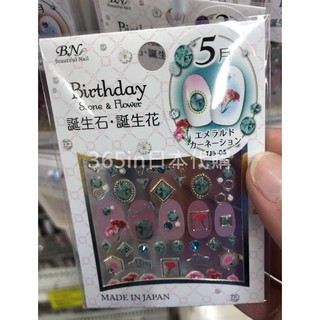 BN
Beautiful Nail
5月
Birthday
Stone & Flower
誕生石・誕生花
エメラルド
カーネーション
365in日本代購
MADE IN JAPAN